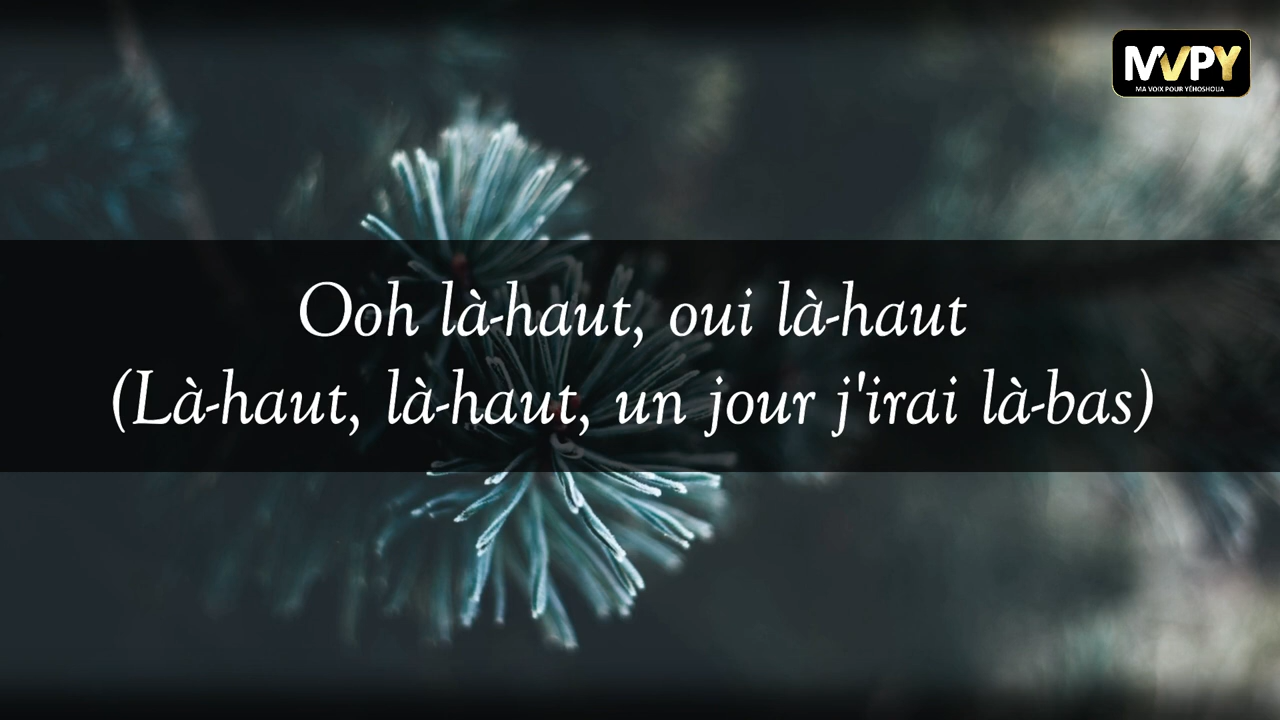 MVPY
MA VOIX POUR YÉHOSHOUA
Ooh là-haut, oui là-haut
(Là-haut, là-haut, un jour j'irai là-bas)